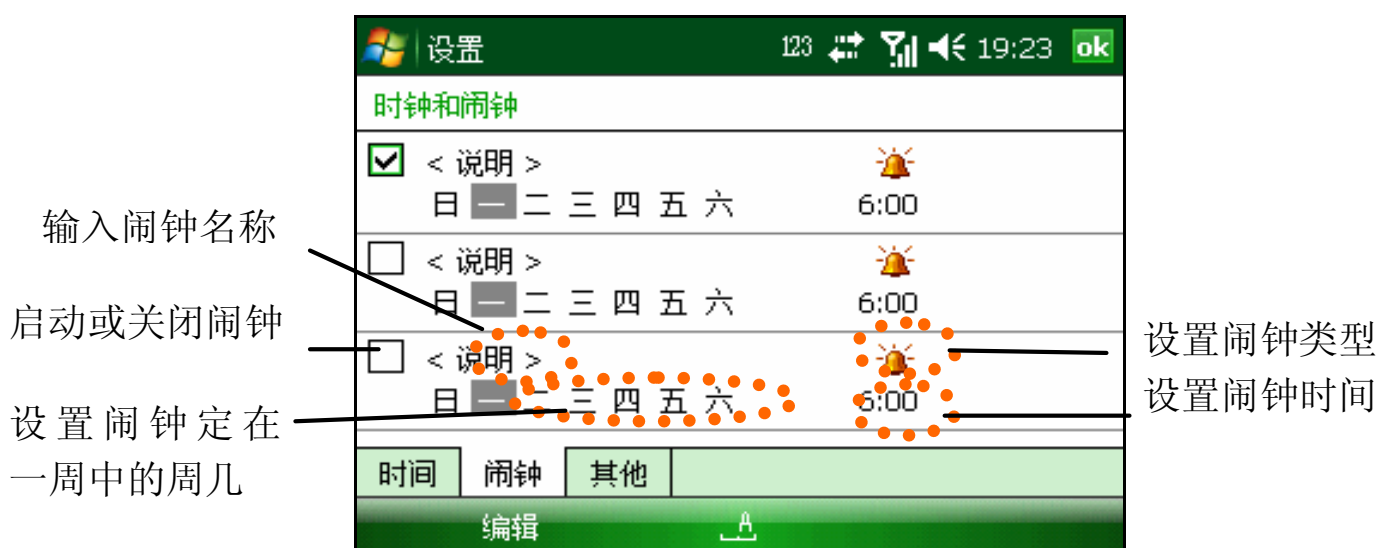 设置 123 19:23 ok
时钟和闹钟
< 说明 >
日 一 二 三 四 五 六 6:00
< 说明 >
日 一 二 三 四 五 六 6:00
< 说明 >
日 一 二 三 四 五 六 6:00
时间 闹钟 其他
编辑 A
输入闹钟名称
启动或关闭闹钟
设置闹钟定在
一周中的周几
设置闹钟类型
设置闹钟时间